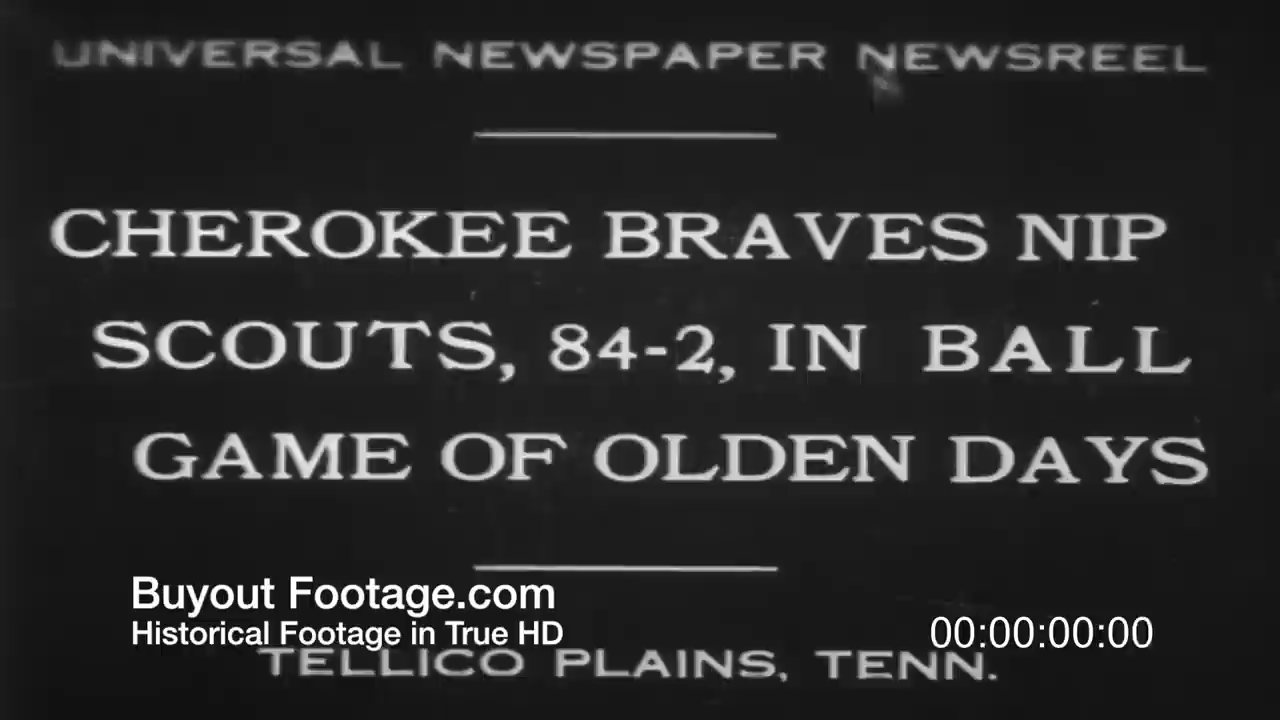 UNIVERSAL NEWSPAPER NEWSREEL
CHEROKEE BRAVES NIP
SCOUTS, 84-2, IN BALL
GAME OF OLDEN DAYS
Buyout Footage.com
Historical Footage in True HD
00:00:00:00
TELLICO PLAINS, TENN.